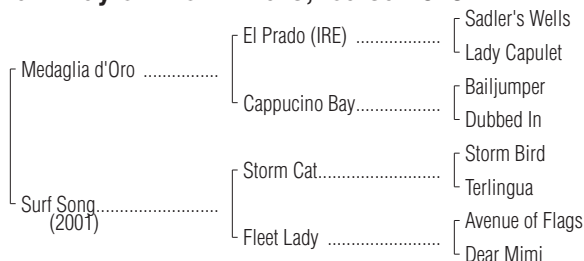 Sadler's Wells
El Prado (IRE) ..................
Lady Capulet
Medaglia d'Oro ................
Bailjumper
Cappucino Bay....................
Dubbed In
Storm Bird
Storm Cat.............................
Terlingua
Surf Song..........................
(2001)
Avenue of Flags
Fleet Lady ...........................
Dear Mimi